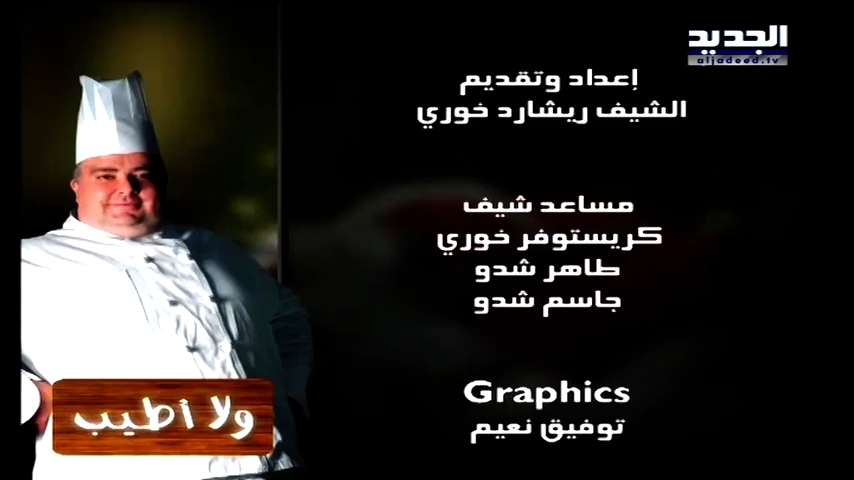 الجديد
aljadeed.tv
إعداد وتقديم
الشيف ريشارد خوري
مساعد شيف
كريستوفر خوري
طاهر شدو
جاسم شدو
Graphics
توفيق نعيم
ولا أطيب